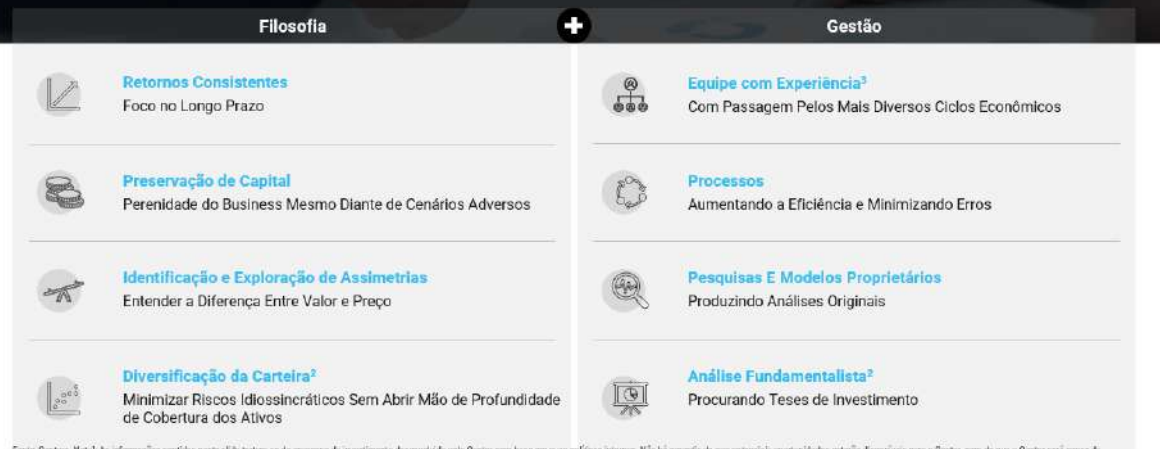 Filosofia
Gestão
Retornos Consistentes
Foco no Longo Prazo
Preservação de Capital
Perenidade do Business Mesmo Diante de Cenários Adversos
Identificação e Exploração de Assimetrias
Entender a Diferença Entre Valor e Preço
Diversificação da Carteira²
Minimizar Riscos Idiossincráticos Sem Abrir Mão de Profundidade
de Cobertura dos Ativos
Equipe com Experiência³
Com Passagem Pelos Mais Diversos Ciclos Econômicos
Processos
Aumentando a Eficiência e Minimizando Erros
Pesquisas E Modelos Proprietários
Produzindo Análises Originais
Análise Fundamentalista²
Procurando Teses de Investimento